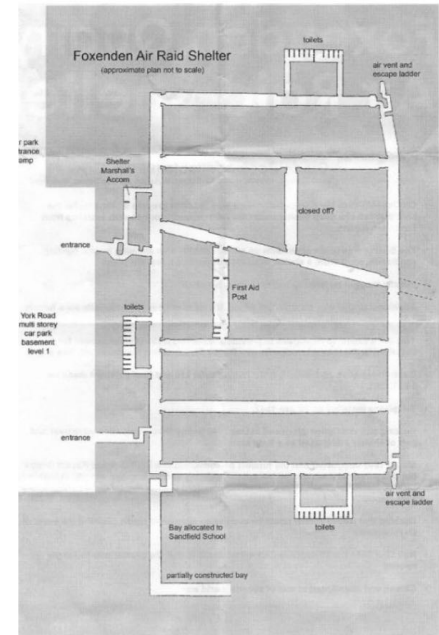 toilets
Foxenden Air Raid Shelter
(approximate plan not to scale)
air vent and
escape ladder
r park
trance
amp
Shelter
Marshall's
Accom
closed off?
entrance
First Aid
Post
toilets
York Road
multi storey
car park
basement
level 1
entrance
air vent and
escape ladder
Bay allocated to
Sandfield School
toilets
partially constructed bay